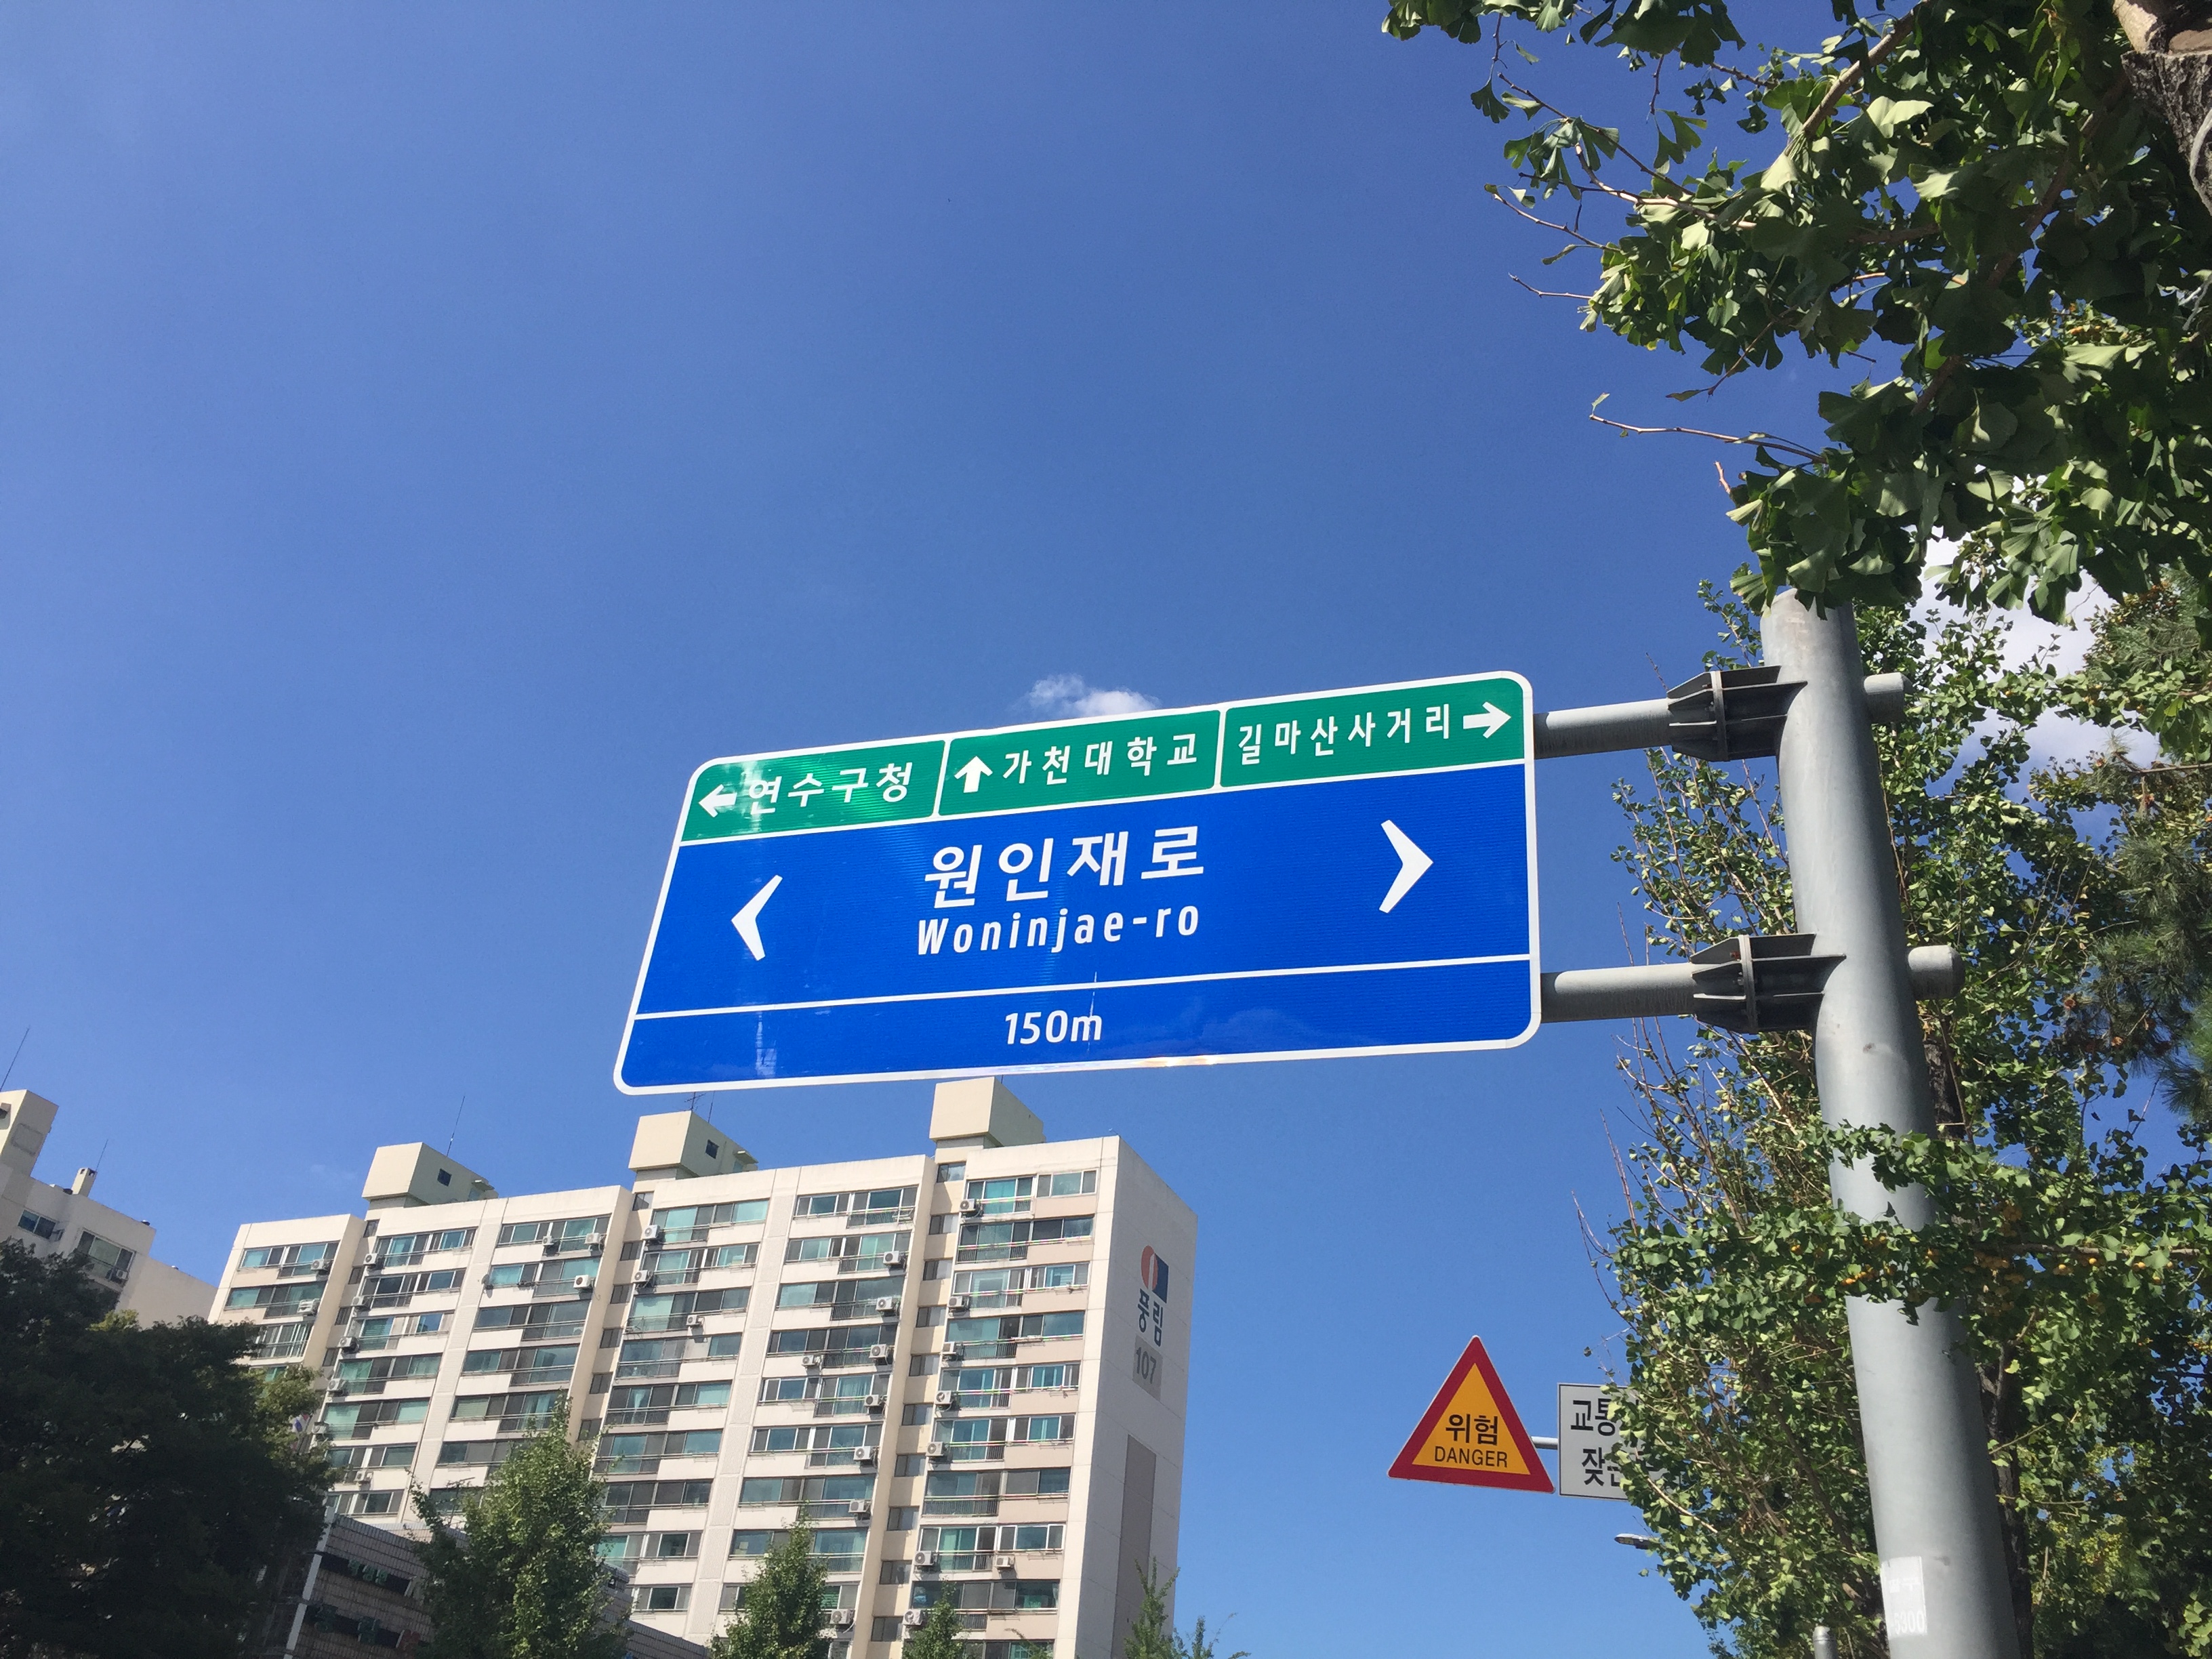 연수구청
가천대학교
길마산사거리
원인재로
Woninjae-ro
150m
풍림
107
위험
DANGER